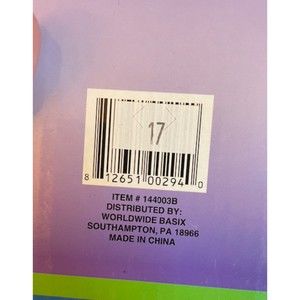 17
8 12651 00294 0
ITEM # 144003B
DISTRIBUTED BY:
WORLDWIDE BASIX
SOUTHAMPTON, PA 18966
MADE IN CHINA